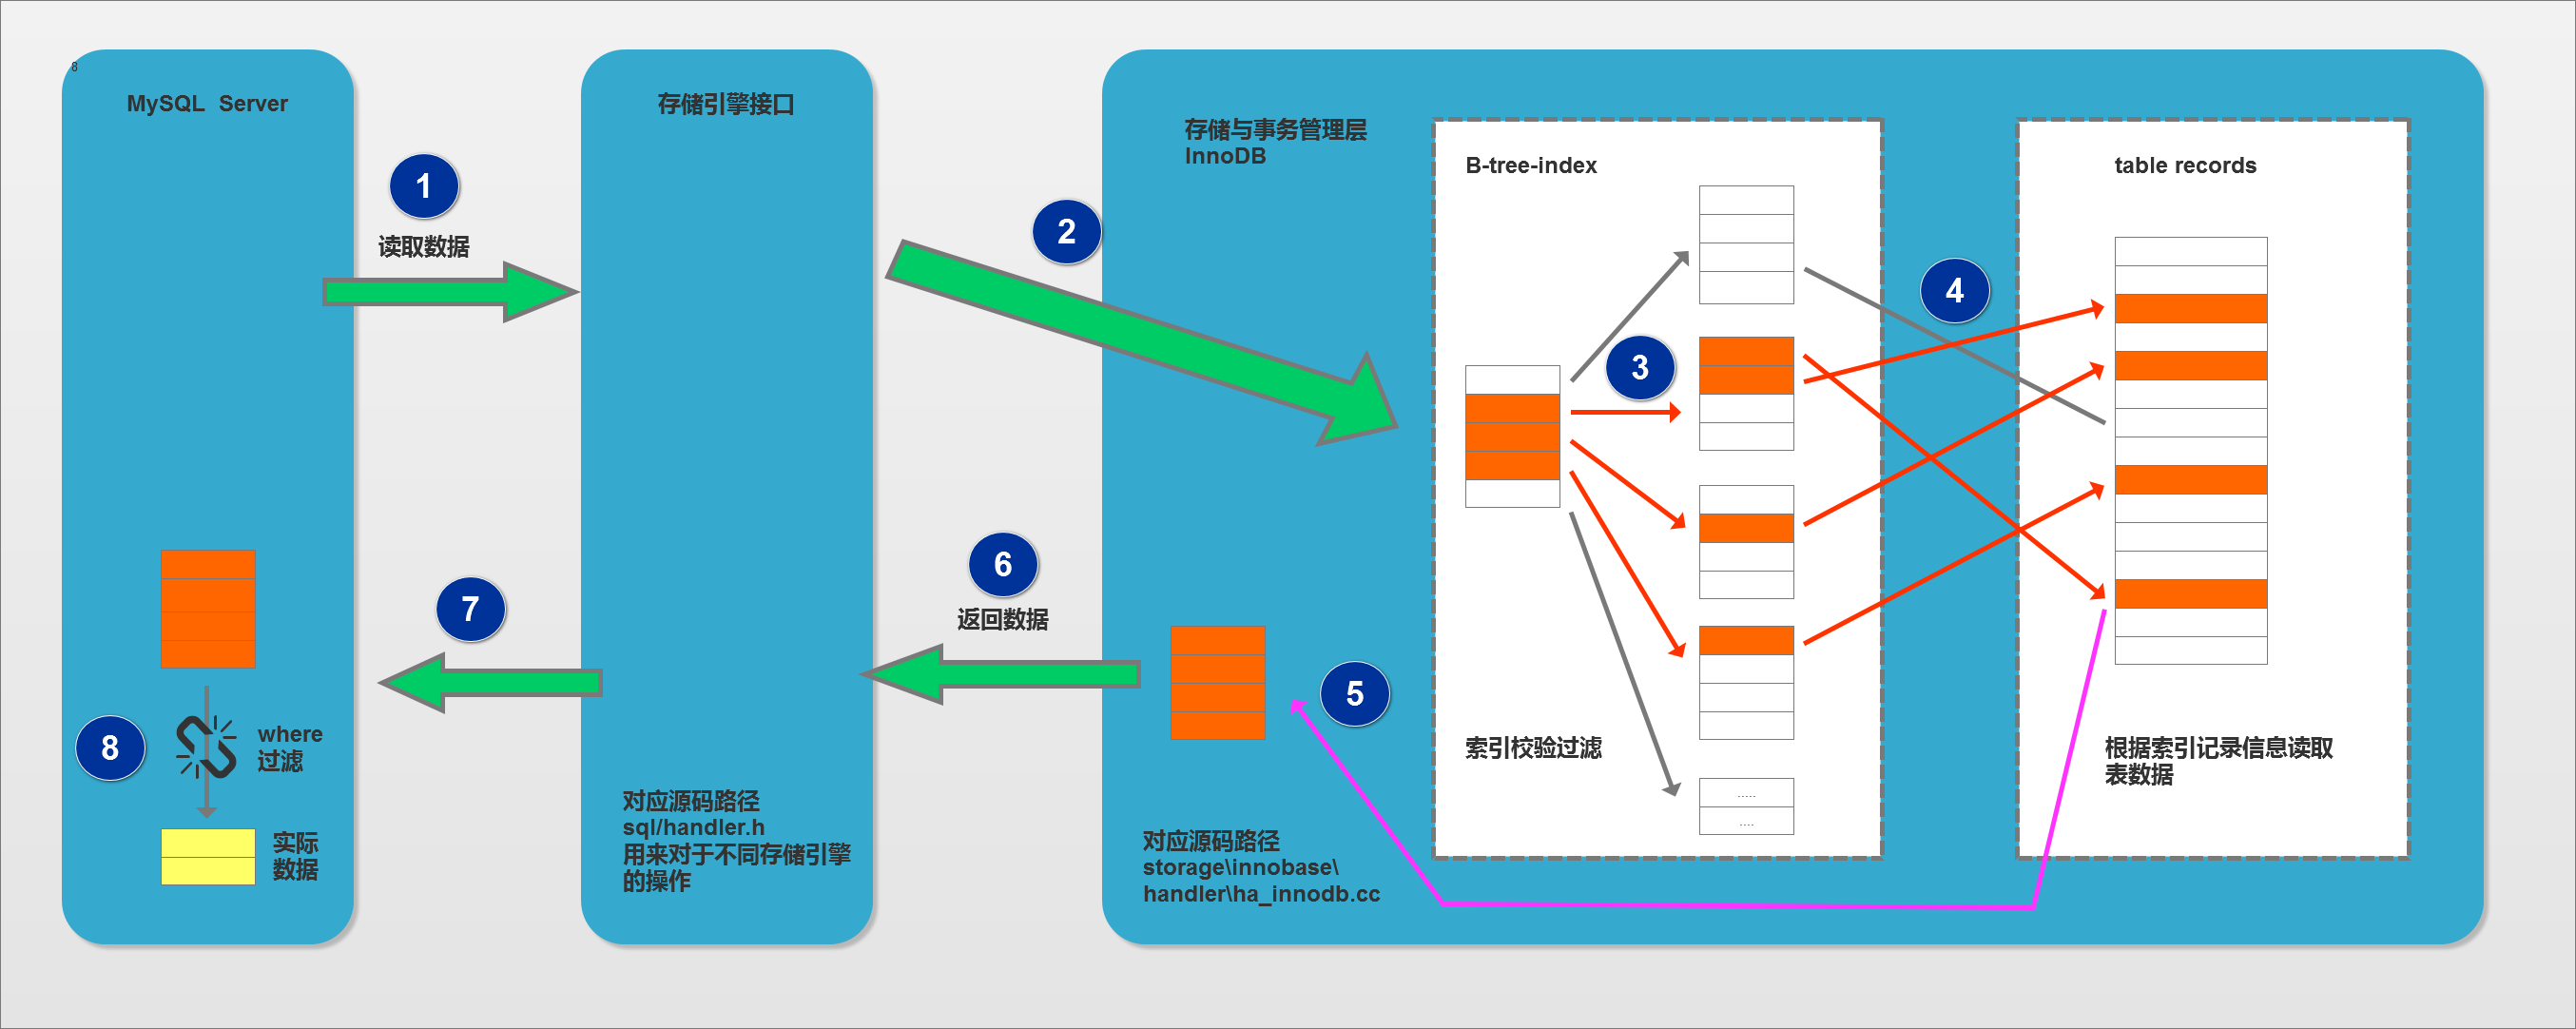 8
MySQL  Server
存储引擎接口
存储与事务管理层
InnoDB
B-tree-index
table records
1
读取数据
2
3
4
5
6
返回数据
7
8
where
过滤
实际
数据
对应源码路径
sql/handler.h
用来对于不同存储引擎
的操作
对应源码路径
storage\innobase\
handler\ha_innodb.cc
索引校验过滤
.....
....
根据索引记录信息读取
表数据